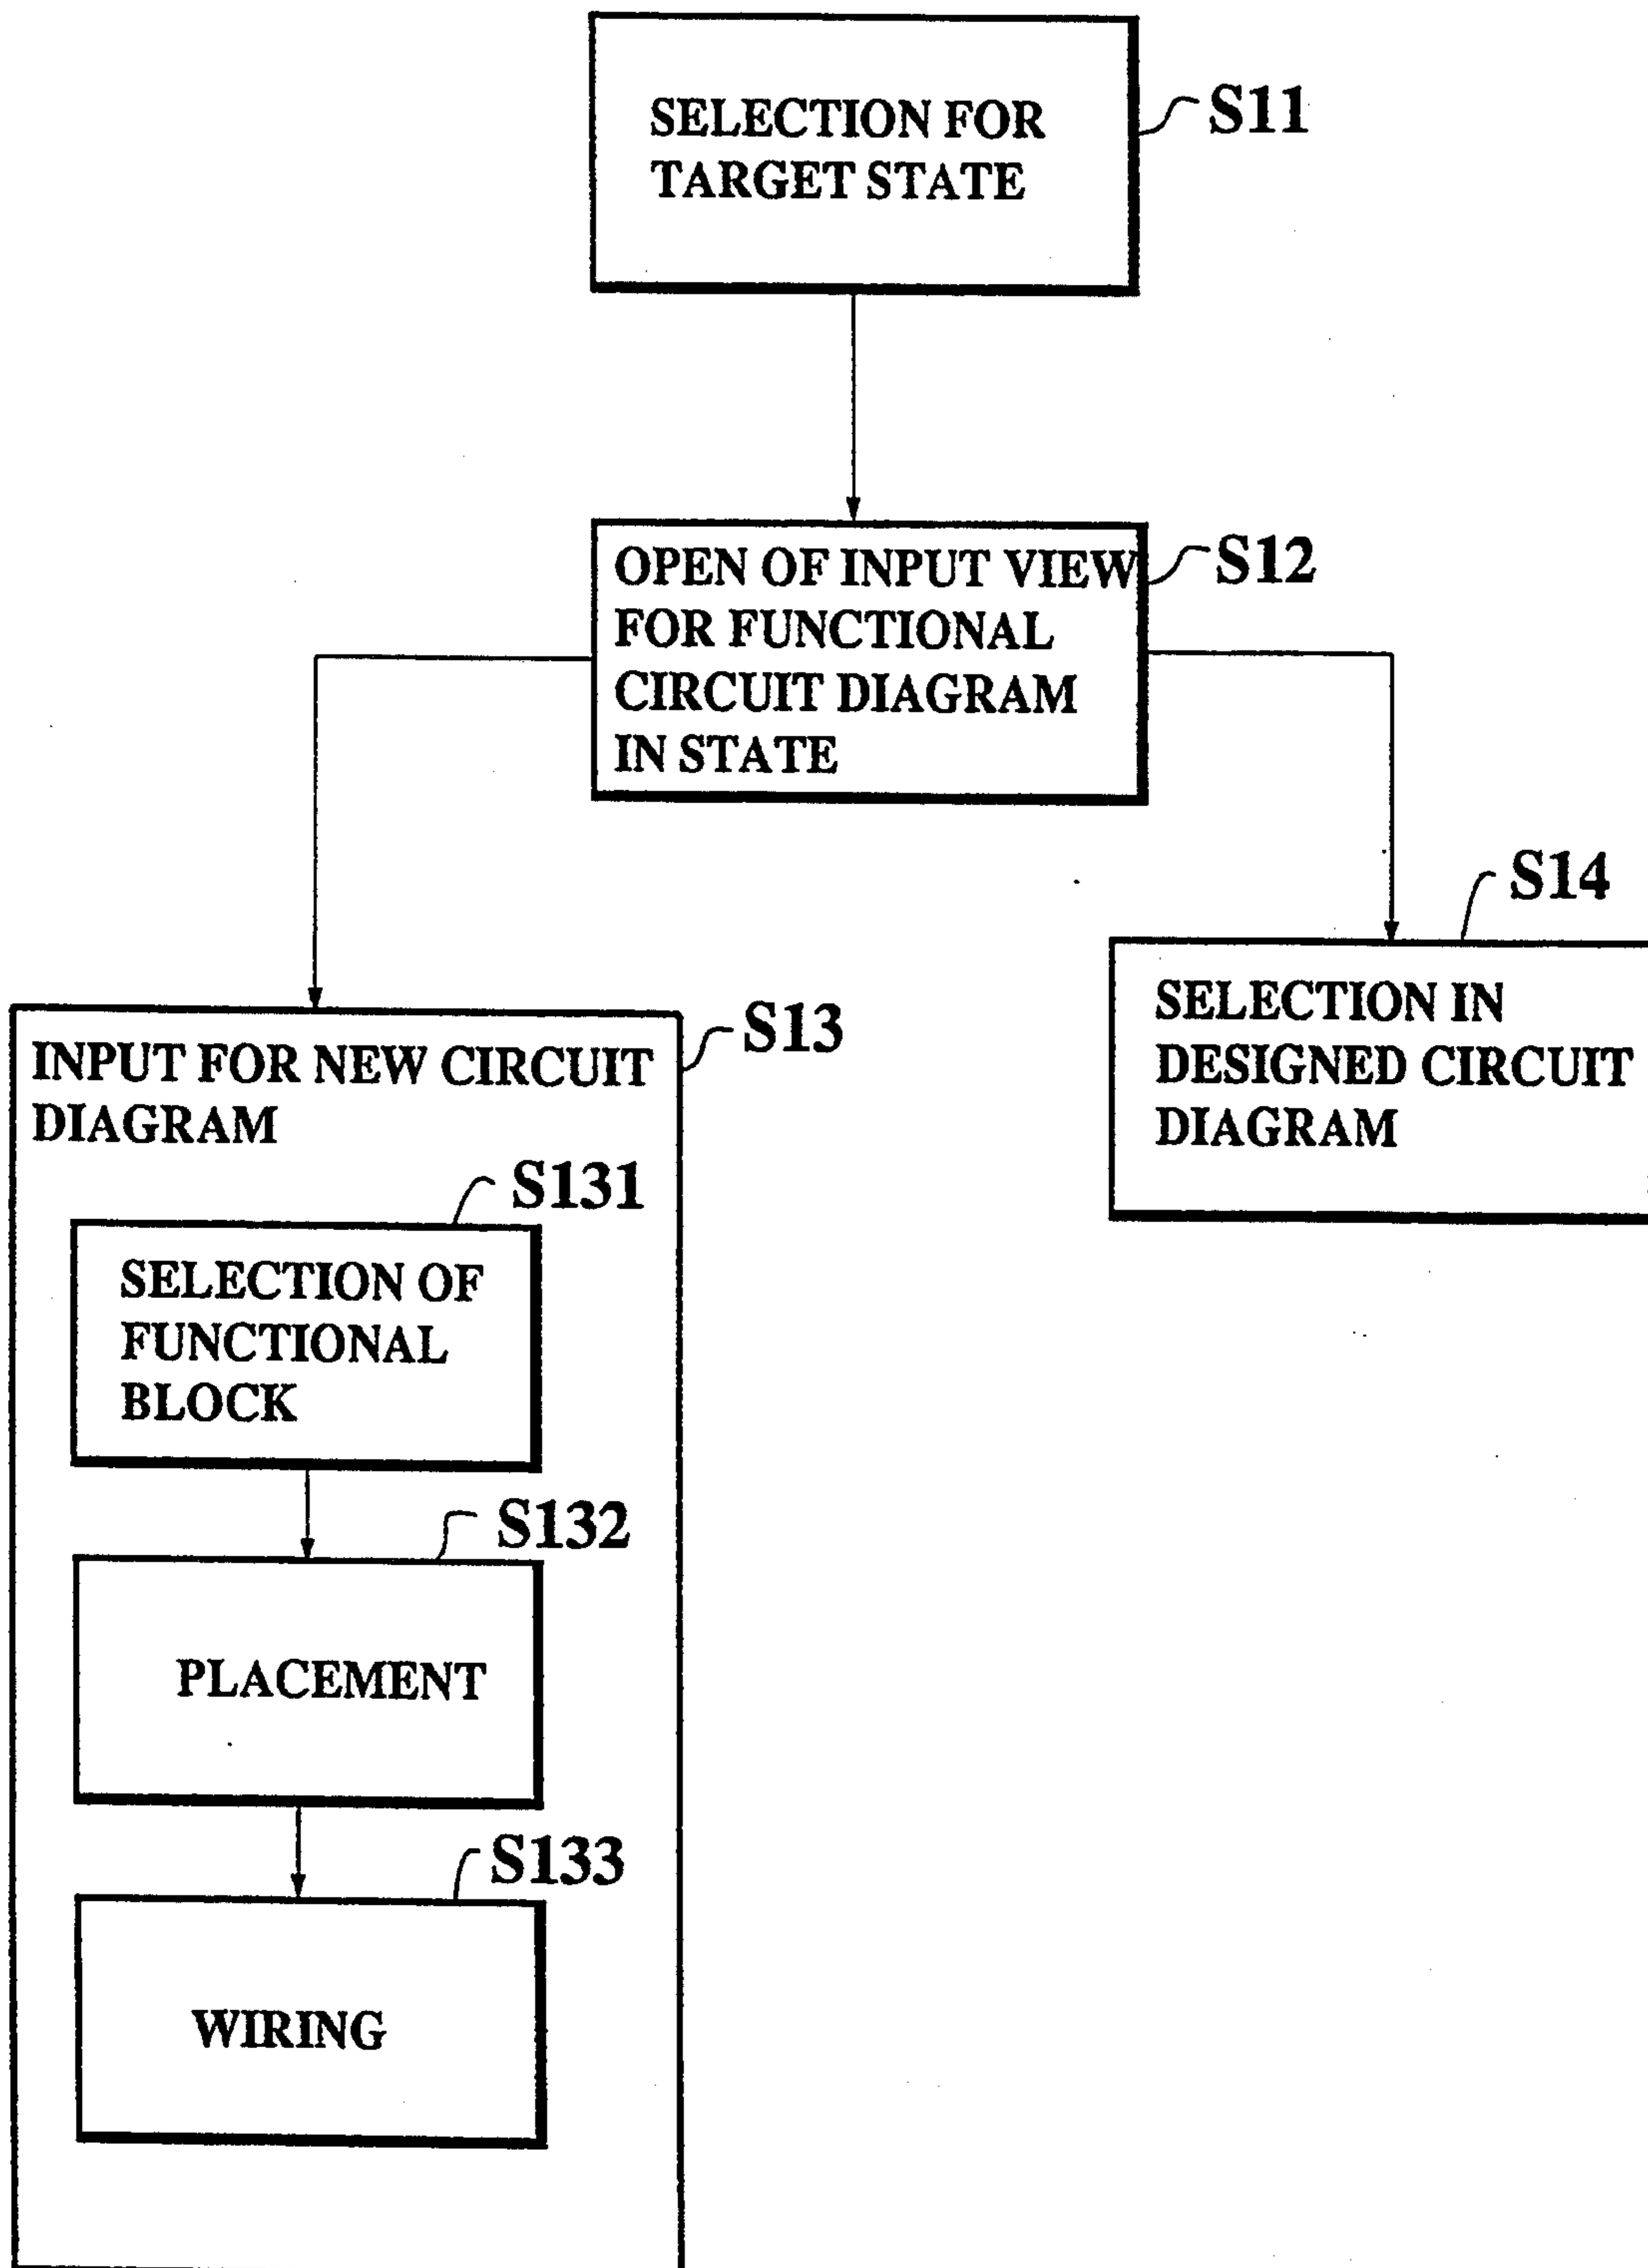 SELECTION FOR
TARGET STATE
S11
OPEN OF INPUT VIEW
FOR FUNCTIONAL
CIRCUIT DIAGRAM
IN STATE
S12
S13
INPUT FOR NEW CIRCUIT
DIAGRAM
S131
SELECTION OF
FUNCTIONAL
BLOCK
S132
PLACEMENT
S133
WIRING
S14
SELECTION IN
DESIGNED CIRCUIT
DIAGRAM